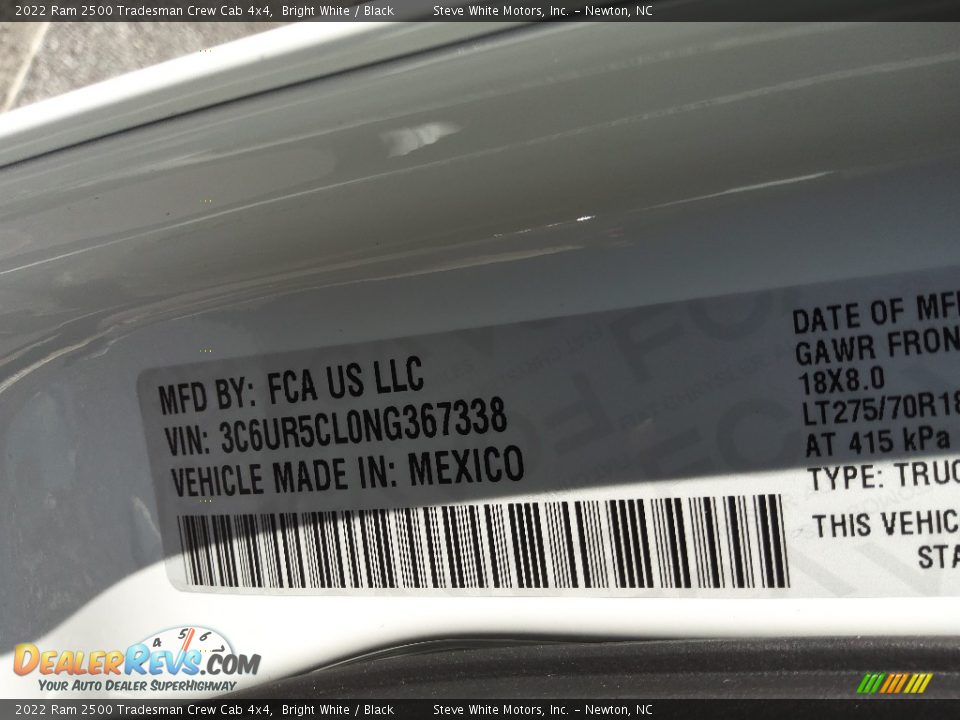 2022 Ram 2500 Tradesman Crew Cab 4x4, Bright White / Black Steve White Motors, Inc. - Newton, NC
MFD BY: FCA US LLC
VIN: 3C6UR5CL0NG367338
VEHICLE MADE IN: MEXICO
DATE OF MF
GAWR FRON
18X8.0
LT275/70R18
AT 415 kPa
TYPE: TRUC
THIS VEHIC
STA
4 5 6
DEALERREVS.COM
YOUR AUTO DEALER SUPERHIGHWAY
2022 Ram 2500 Tradesman Crew Cab 4x4, Bright White / Black Steve White Motors, Inc. - Newton, NC